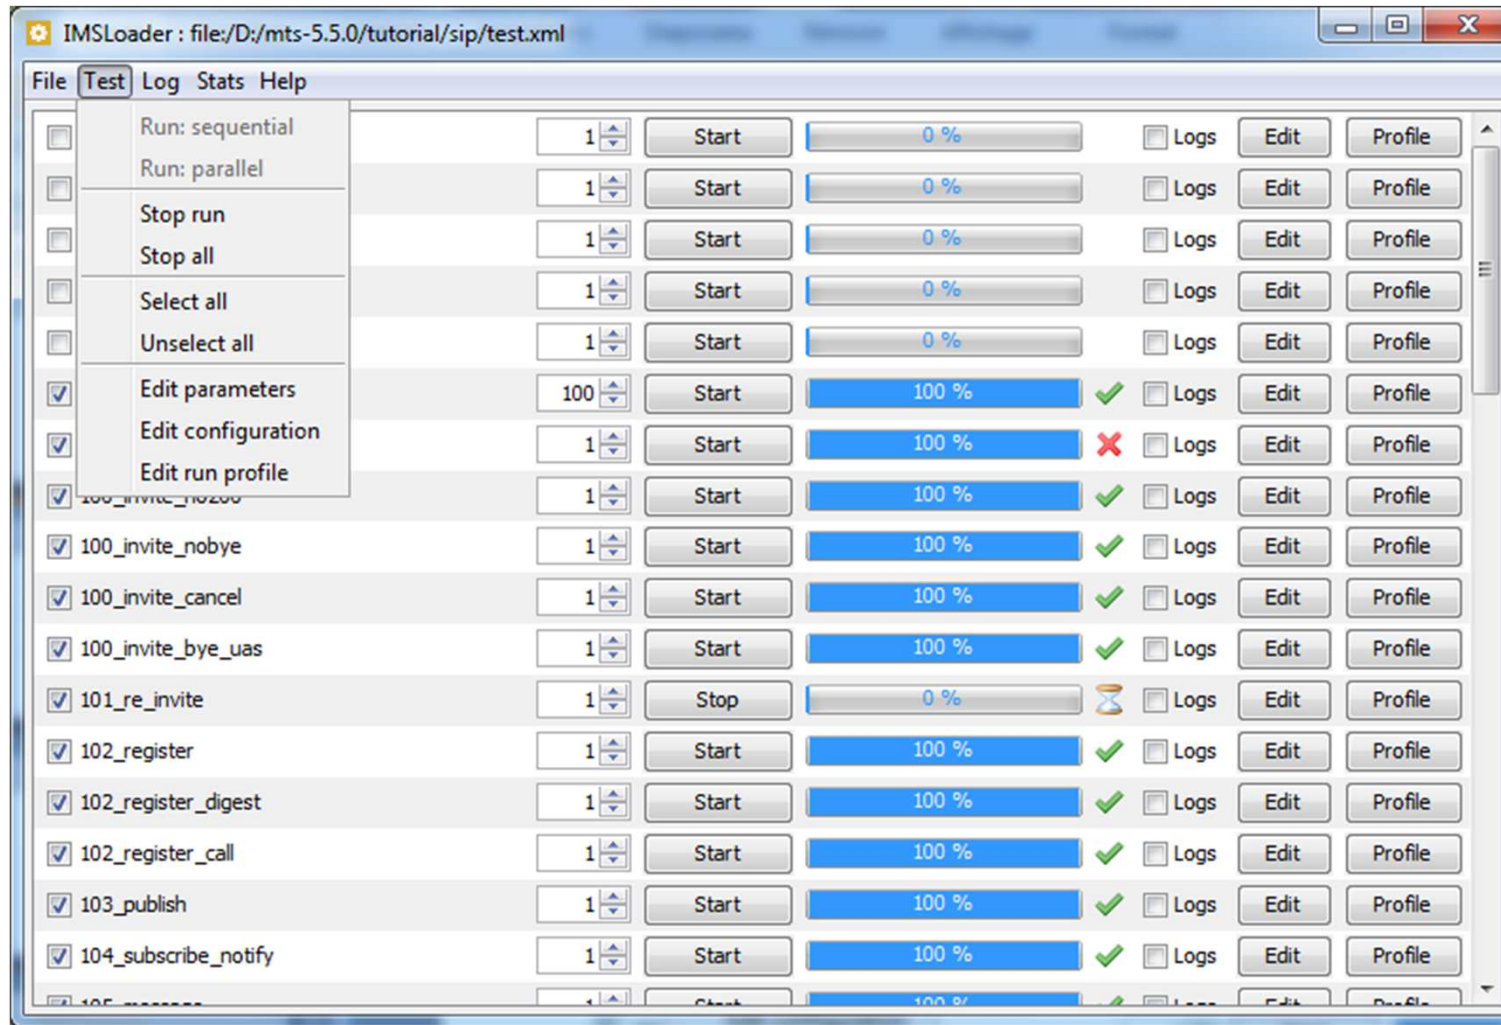 IMSLoader : file:/D:/mts-5.5.0/tutorial/sip/test.xml
File Test Log Stats Help
Run: sequential
Run: parallel
Stop run
Stop all
Select all
Unselect all
Edit parameters
Edit configuration
Edit run profile
1 Start 0 % Logs Edit Profile
1 Start 0 % Logs Edit Profile
1 Start 0 % Logs Edit Profile
1 Start 0 % Logs Edit Profile
1 Start 0 % Logs Edit Profile
100 Start 100 % Logs Edit Profile
1 Start 100 % Logs Edit Profile
1 Start 100 % Logs Edit Profile
100_invite_nobye 1 Start 100 % Logs Edit Profile
100_invite_cancel 1 Start 100 % Logs Edit Profile
100_invite_bye_uas 1 Start 100 % Logs Edit Profile
101_re_invite 1 Stop 0 % Logs Edit Profile
102_register 1 Start 100 % Logs Edit Profile
102_register_digest 1 Start 100 % Logs Edit Profile
102_register_call 1 Start 100 % Logs Edit Profile
103_publish 1 Start 100 % Logs Edit Profile
104_subscribe_notify 1 Start 100 % Logs Edit Profile